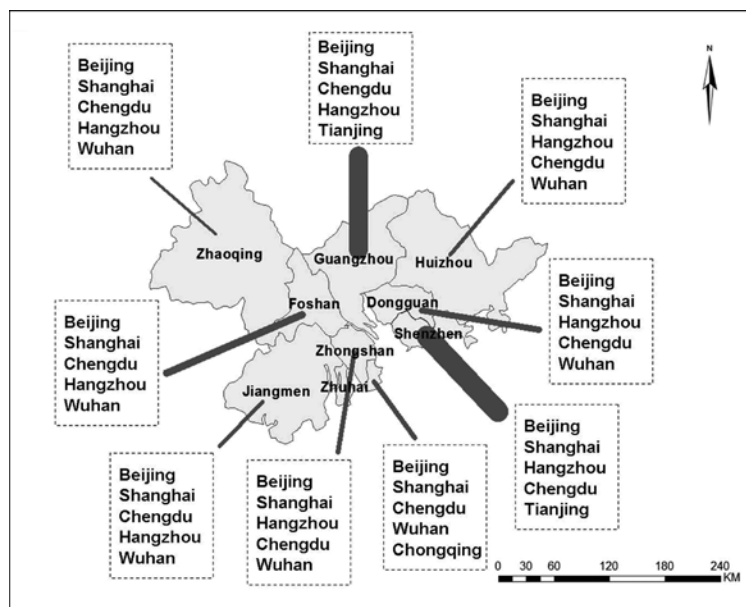 Beijing
Shanghai
Chengdu
Hangzhou
Wuhan
Beijing
Shanghai
Chengdu
Hangzhou
Tianjing
Beijing
Shanghai
Hangzhou
Chengdu
Wuhan
N
Zhaoqing
Guangzhou
Huizhou
Foshan
Dongguan
Shenzhen
Zhongshan
Jiangmen
Zhuhai
Beijing
Shanghai
Hangzhou
Chengdu
Wuhan
Beijing
Shanghai
Chengdu
Hangzhou
Wuhan
Beijing
Shanghai
Chengdu
Hangzhou
Wuhan
Beijing
Shanghai
Hangzhou
Chengdu
Wuhan
Beijing
Shanghai
Chengdu
Wuhan
Chongqing
Beijing
Shanghai
Hangzhou
Chengdu
Tianjing
0 30 60 120 180 240
KM